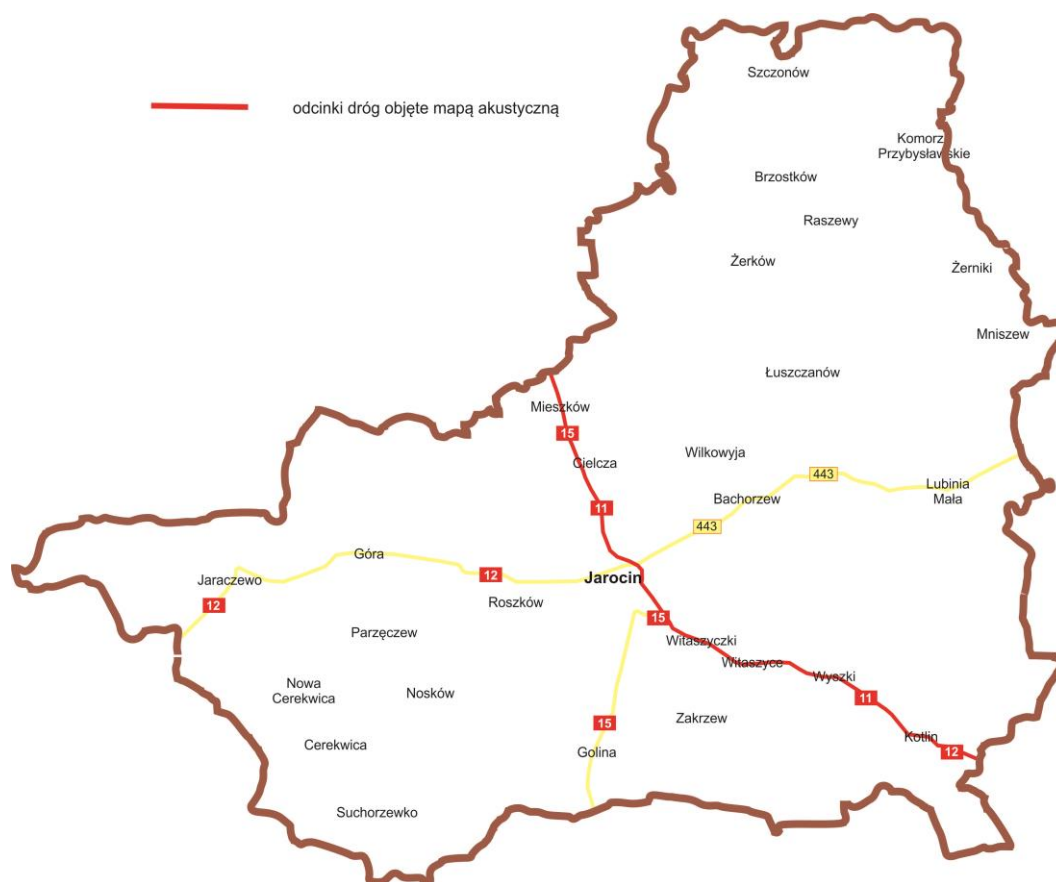 Szczonów
odcinki dróg objęte mapą akustyczną
Komorze
Przybysławskie
Brzostków
Raszewy
Żerków
Żerniki
Mniszew
Łuszczanów
Mieszków
15
Cielcza
Wilkowyja
443
Lubinia
Mała
Bachorzew
11
443
Góra
12
Jarocin
Jaraczewo
12
Roszków
15
Parzęczew
Witaszyczki
Witaszyce
Wyszki
Nowa
Cerekwica
Nosków
11
Zakrzew
15
Kotlin
Cerekwica
Golina
12
Suchorzewko